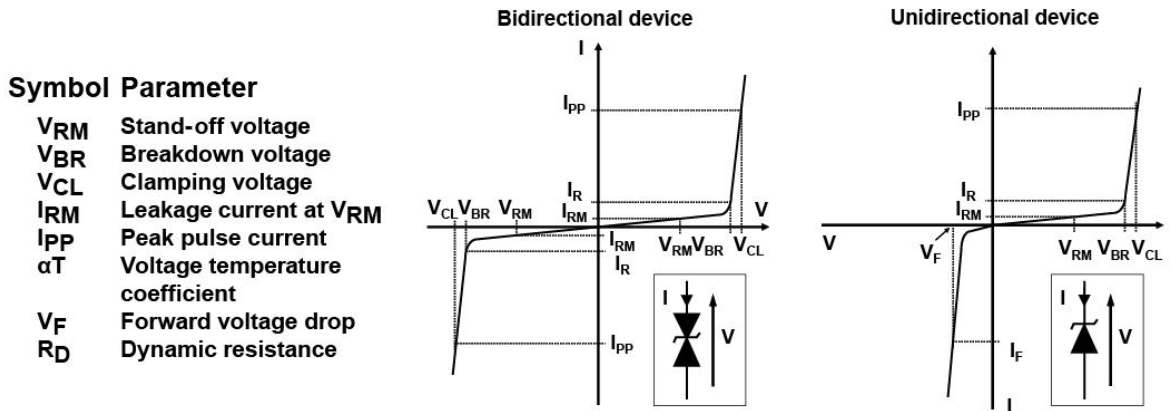 Symbol Parameter
VRM Stand-off voltage
VBR Breakdown voltage
VCL Clamping voltage
IRM Leakage current at VRM
IPP Peak pulse current
αT Voltage temperature
coefficient
VF Forward voltage drop
RD Dynamic resistance
Bidirectional device
I
IPP
IR
IRM
VCL VBR VRM
V
IRM
IR
VRM VBR
VCL
IPP
I
V
Unidirectional device
IPP
IR
IRM
V
VF
VRM VBR VCL
IF
I
V
I